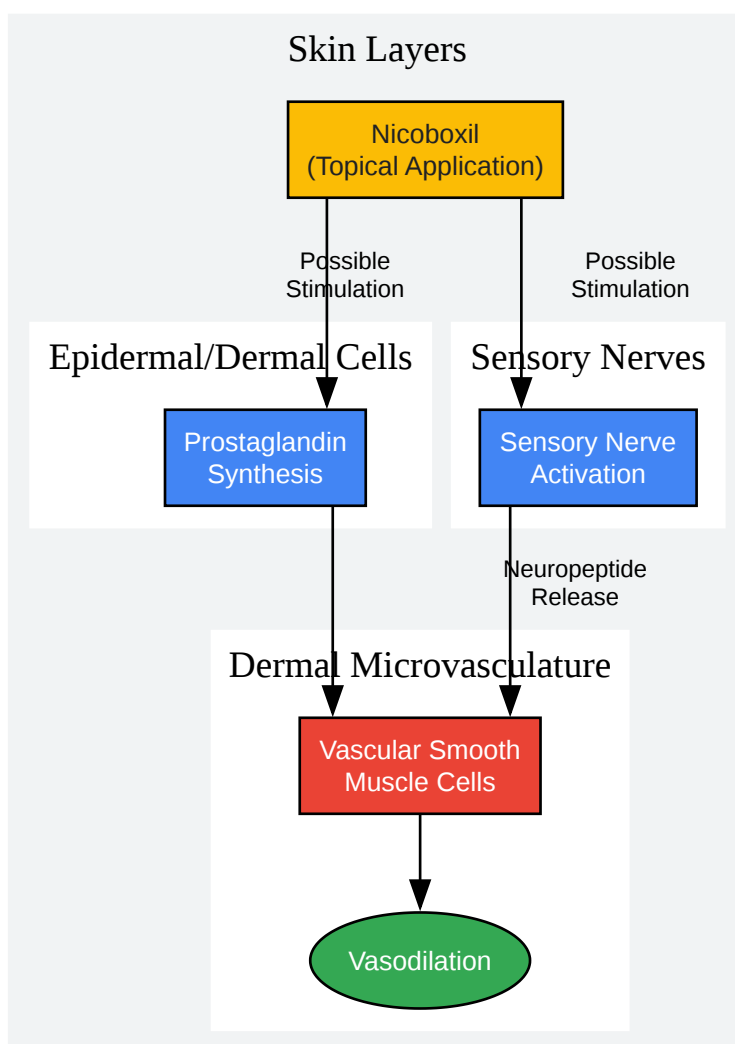 Skin Layers
Nicoboxil
(Topical Application)
Possible
Stimulation
Possible
Stimulation
Epidermal/Dermal Cells
Sensory Nerves
Prostaglandin
Synthesis
Sensory Nerve
Activation
Neuropeptide
Release
Dermal Microvasculature
Vascular Smooth
Muscle Cells
Vasodilation